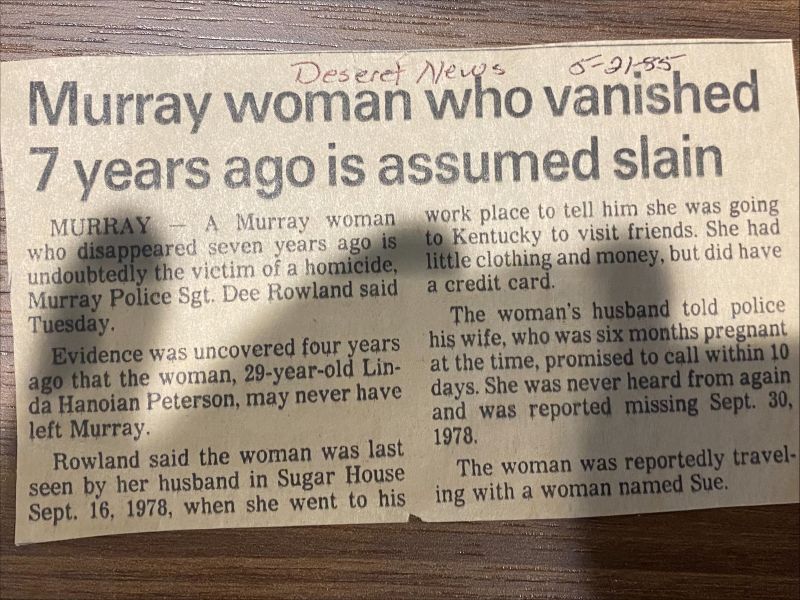 Deseret News 5-21-85
Murray woman who vanished
7 years ago is assumed slain
MURRAY — A Murray woman
who disappeared seven years ago is
undoubtedly the victim of a homicide,
Murray Police Sgt. Dee Rowland said
Tuesday.
Evidence was uncovered four years
ago that the woman, 29-year-old Lin-
da Hanoian Peterson, may never have
left Murray.
Rowland said the woman was last
seen by her husband in Sugar House
Sept. 16, 1978, when she went to his
work place to tell him she was going
to Kentucky to visit friends. She had
little clothing and money, but did have
a credit card.
The woman's husband told police
his wife, who was six months pregnant
at the time, promised to call within 10
days. She was never heard from again
and was reported missing Sept. 30,
1978.
The woman was reportedly travel-
ing with a woman named Sue.